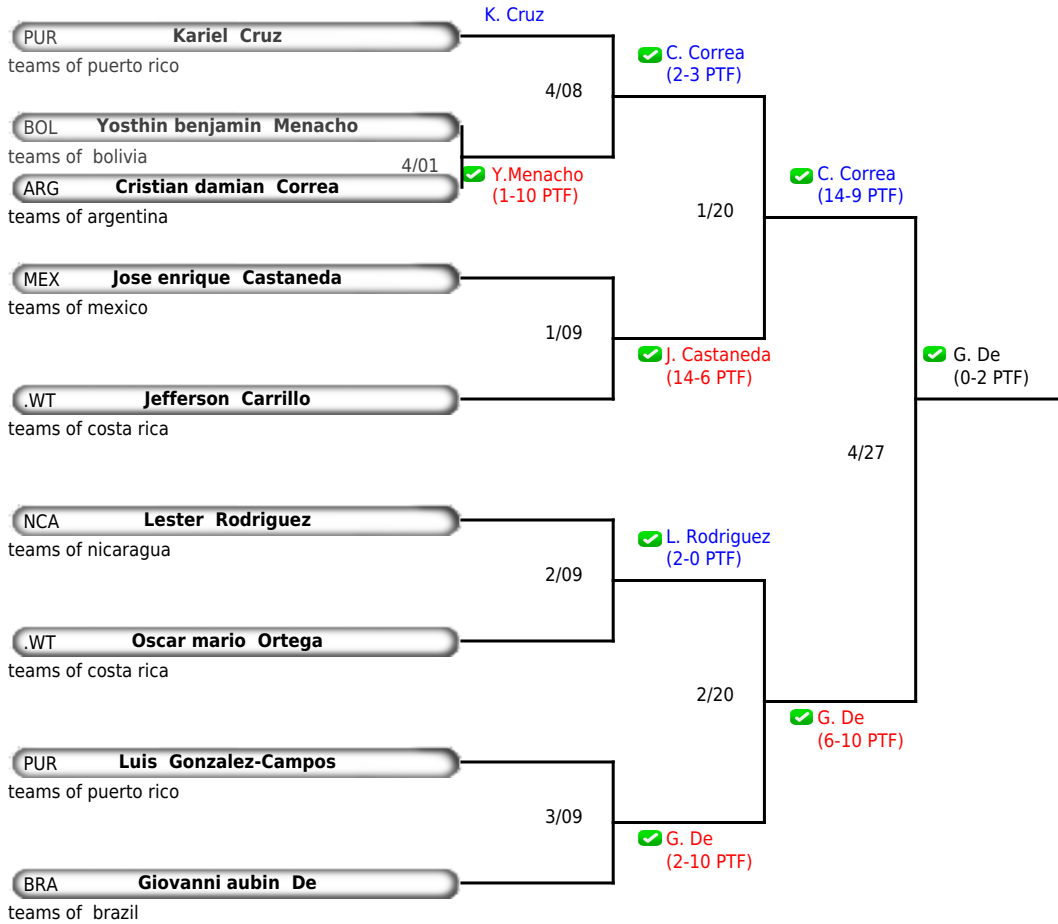 K. Cruz
PUR Kariel Cruz
teams of puerto rico
C. Correa
(2-3 PTF)
4/08
BOL Yosthin benjamin Menacho
teams of bolivia
4/01
Y.Menacho
(1-10 PTF)
ARG Cristian damian Correa
teams of argentina
C. Correa
(14-9 PTF)
1/20
MEX Jose enrique Castaneda
teams of mexico
1/09
J. Castaneda
(14-6 PTF)
G. De
(0-2 PTF)
.WT Jefferson Carrillo
teams of costa rica
4/27
NCA Lester Rodriguez
teams of nicaragua
L. Rodriguez
(2-0 PTF)
2/09
.WT Oscar mario Ortega
teams of costa rica
2/20
G. De
(6-10 PTF)
PUR Luis Gonzalez-Campos
teams of puerto rico
3/09
G. De
(2-10 PTF)
BRA Giovanni aubin De
teams of brazil